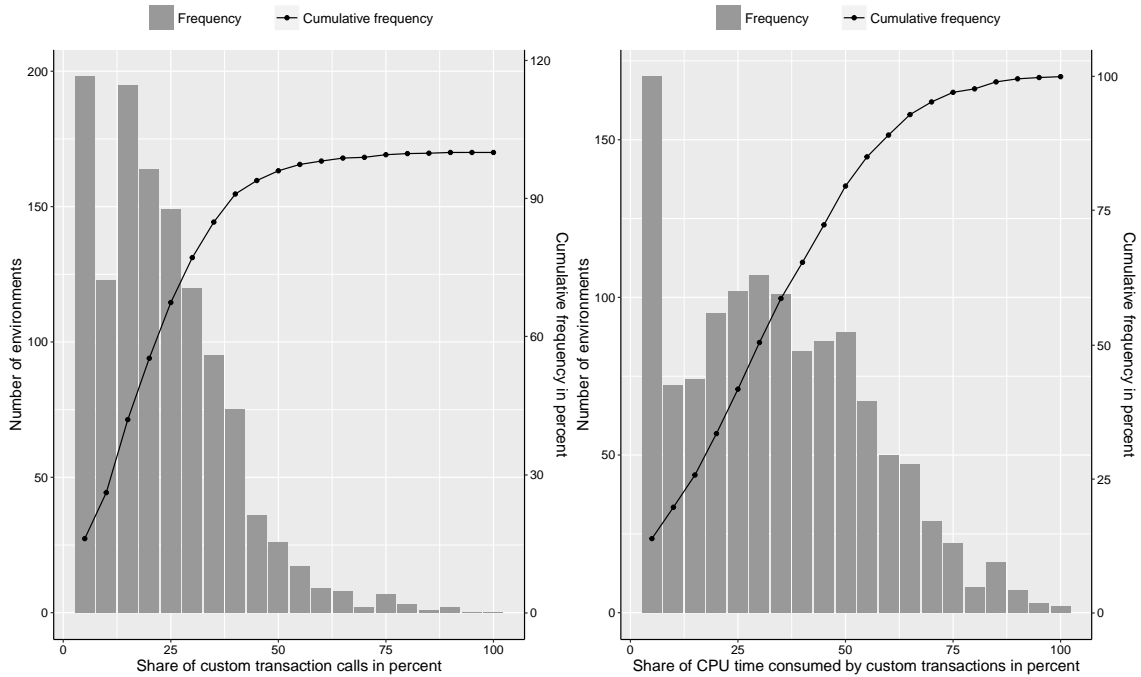 Frequency
Cumulative frequency
Number of environments
200
150
100
50
0
120
90
60
30
0
Cumulative frequency in percent
0
25
50
75
100
Share of custom transaction calls in percent
Frequency
Cumulative frequency
Number of environments
150
100
50
0
100
75
50
25
0
Cumulative frequency in percent
0
25
50
75
100
Share of CPU time consumed by custom transactions in percent